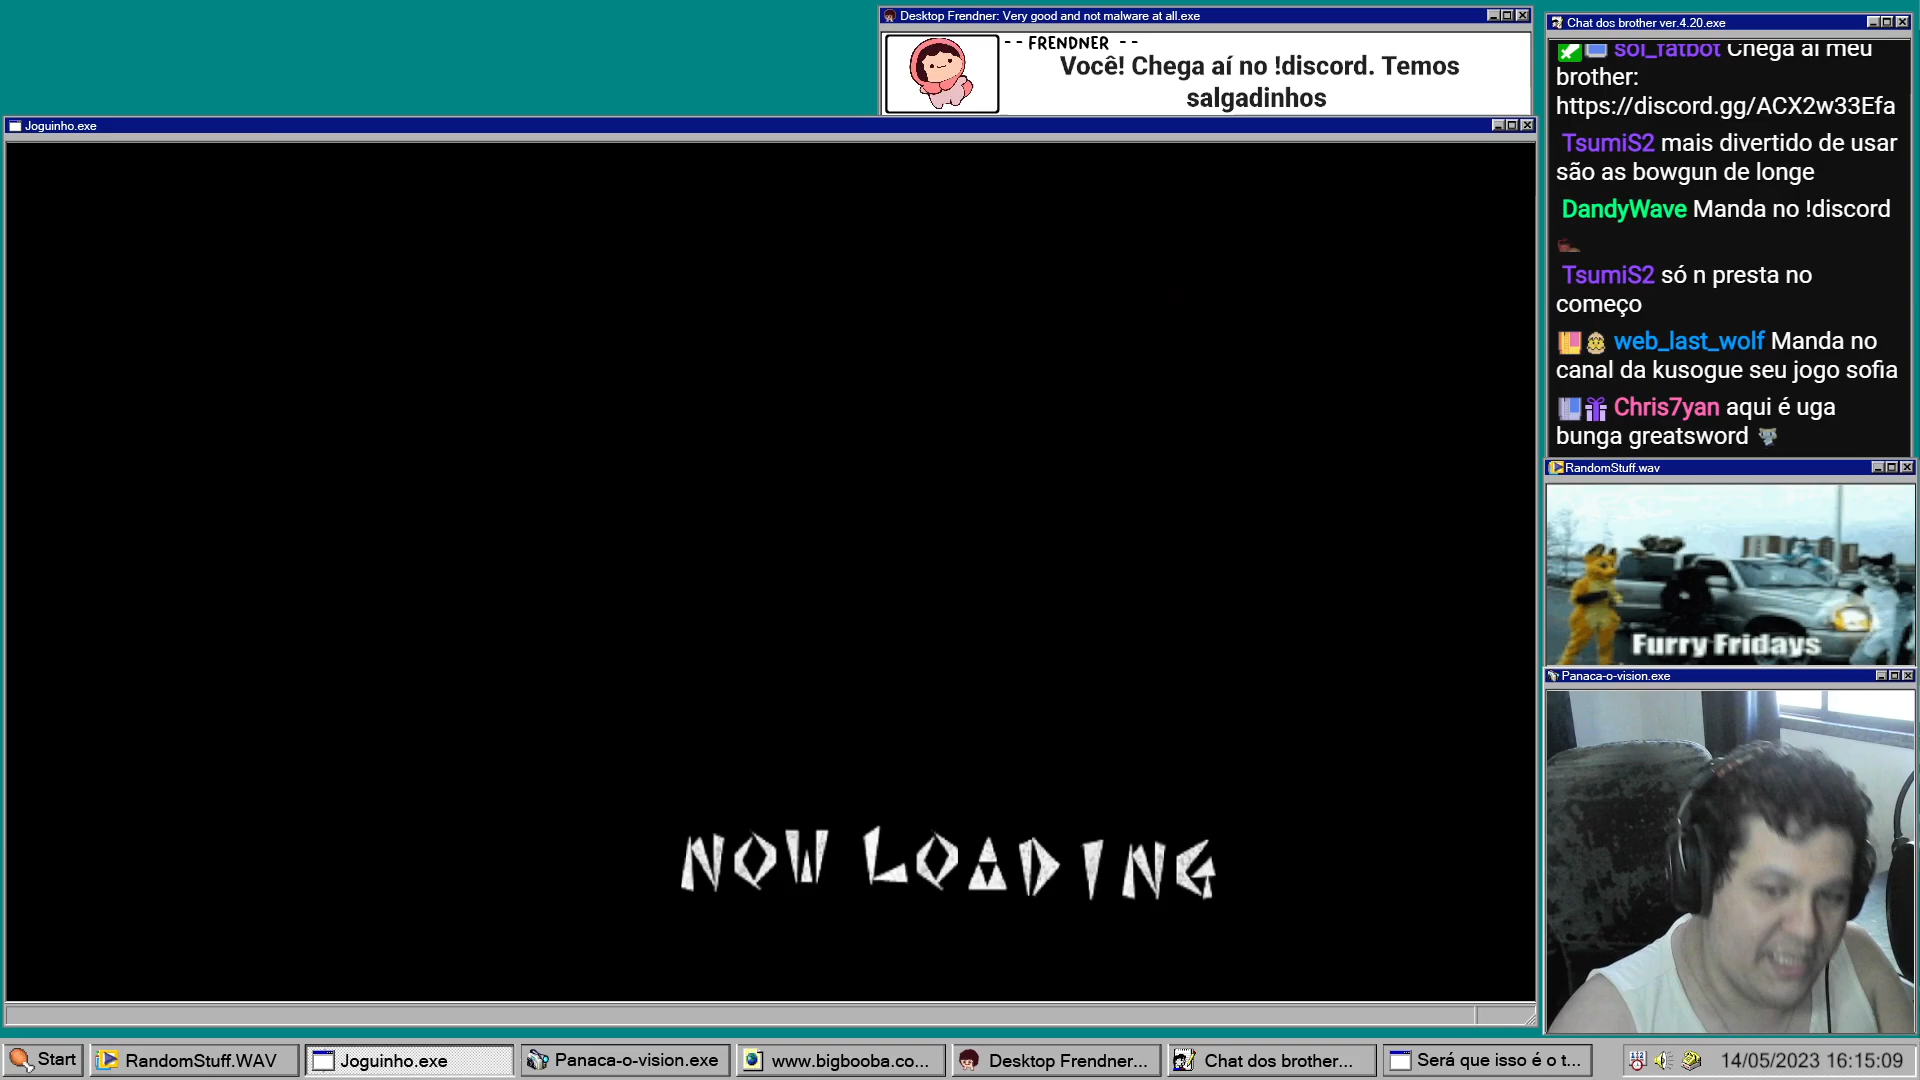 Desktop Frendner: Very good and not malware at all.exe
-- FRENDNER --
Você! Chega aí no !discord. Temos
salgadinhos
Joguinho.exe
NOW LOADING
Chat dos brother ver.4.20.exe
sol_fatbot Chega aí meu
brother:
https://discord.gg/ACX2w33Efa
TsumiS2 mais divertido de usar
são as bowgun de longe
DandyWave Manda no !discord
TsumiS2 só n presta no
começo
web_last_wolf Manda no
canal da kusogue seu jogo sofia
Chris7yan aqui é uga
bunga greatsword
RandomStuff.wav
Furry Fridays
Panaca-o-vision.exe
Start
RandomStuff.WAV
Joguinho.exe
Panaca-o-vision.exe
www.bigbooba.co...
Desktop Frendner...
Chat dos brother...
Será que isso é o t...
14/05/2023 16:15:09